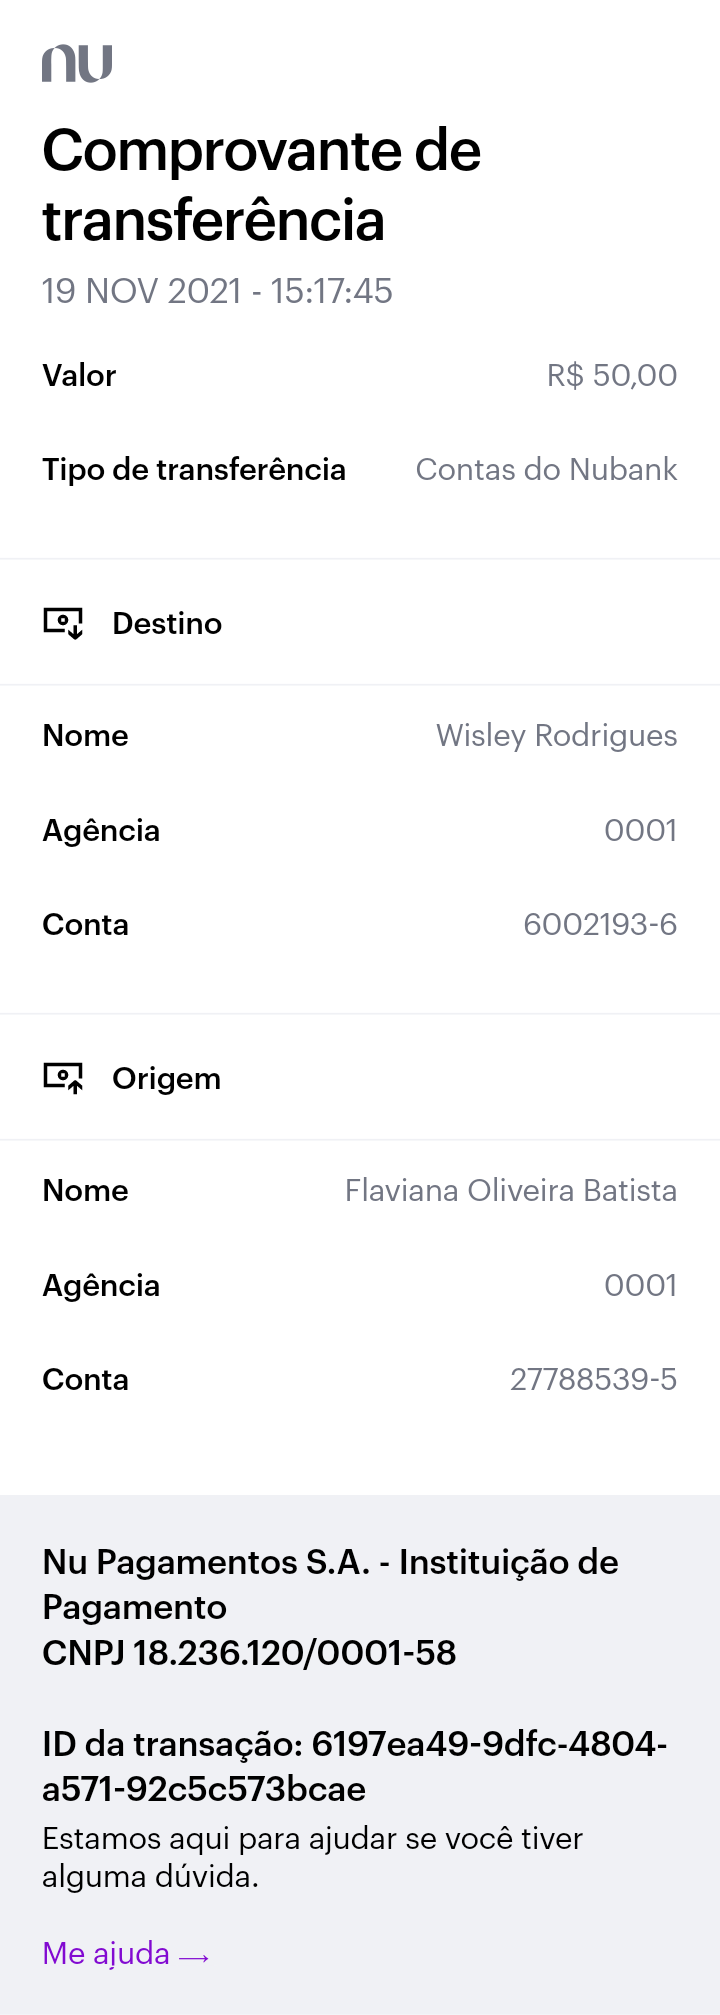 nu
Comprovante de
transferência
19 NOV 2021 - 15:17:45
Valor R$ 50,00
Tipo de transferência Contas do Nubank
Destino
Nome Wisley Rodrigues
Agência 0001
Conta 6002193-6
Origem
Nome Flaviana Oliveira Batista
Agência 0001
Conta 27788539-5
Nu Pagamentos S.A. - Instituição de
Pagamento
CNPJ 18.236.120/0001-58
ID da transação: 6197ea49-9dfc-4804-
a571-92c5c573bcae
Estamos aqui para ajudar se você tiver
alguma dúvida.
Me ajuda →